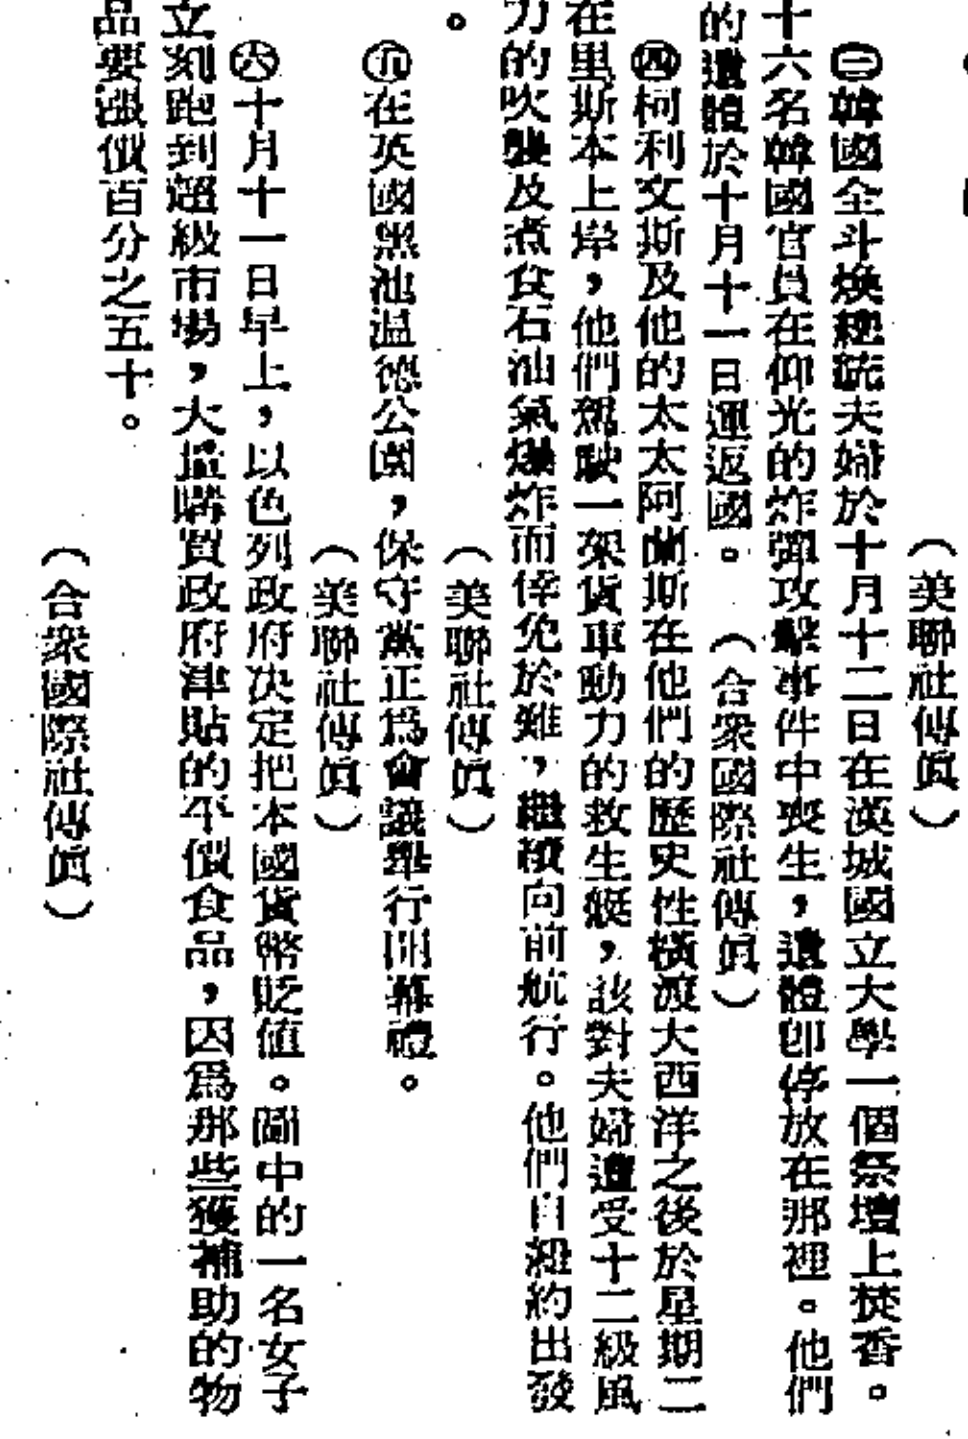 (美聯社傳眞)
㊂韓國全斗煥總統夫婦於十月十二日在漢城國立大學一個祭壇上焚香。
十六名韓國官員在仰光的炸彈攻擊事件中喪生,遺體卽停放在那裡。他們
的遺體於十月十一日運返國。 (合衆國際社傳眞)
㊃柯利文斯及他的太太阿蘭斯在他們的歷史性橫渡大西洋之後於星期二
在里斯本上岸,他們駕駛一架貨車動力的救生艇,該對夫婦遭受十二級風
力的吹襲及煮食石油氣爆炸而倖免於難,繼續向前航行。他們自紐約出發
。 (美聯社傳眞)
㊄在英國黑池温德公園,保守黨正爲會議舉行開幕禮。
(美聯社傳眞)
㊅十月十一日早上,以色列政府决定把本國貨幣貶值。圖中的一名女子
立刻跑到超級市場,大量購買政府津貼的平價食品,因爲那些獲補助的物
品要漲價百分之五十。
(合衆國際社傳眞)